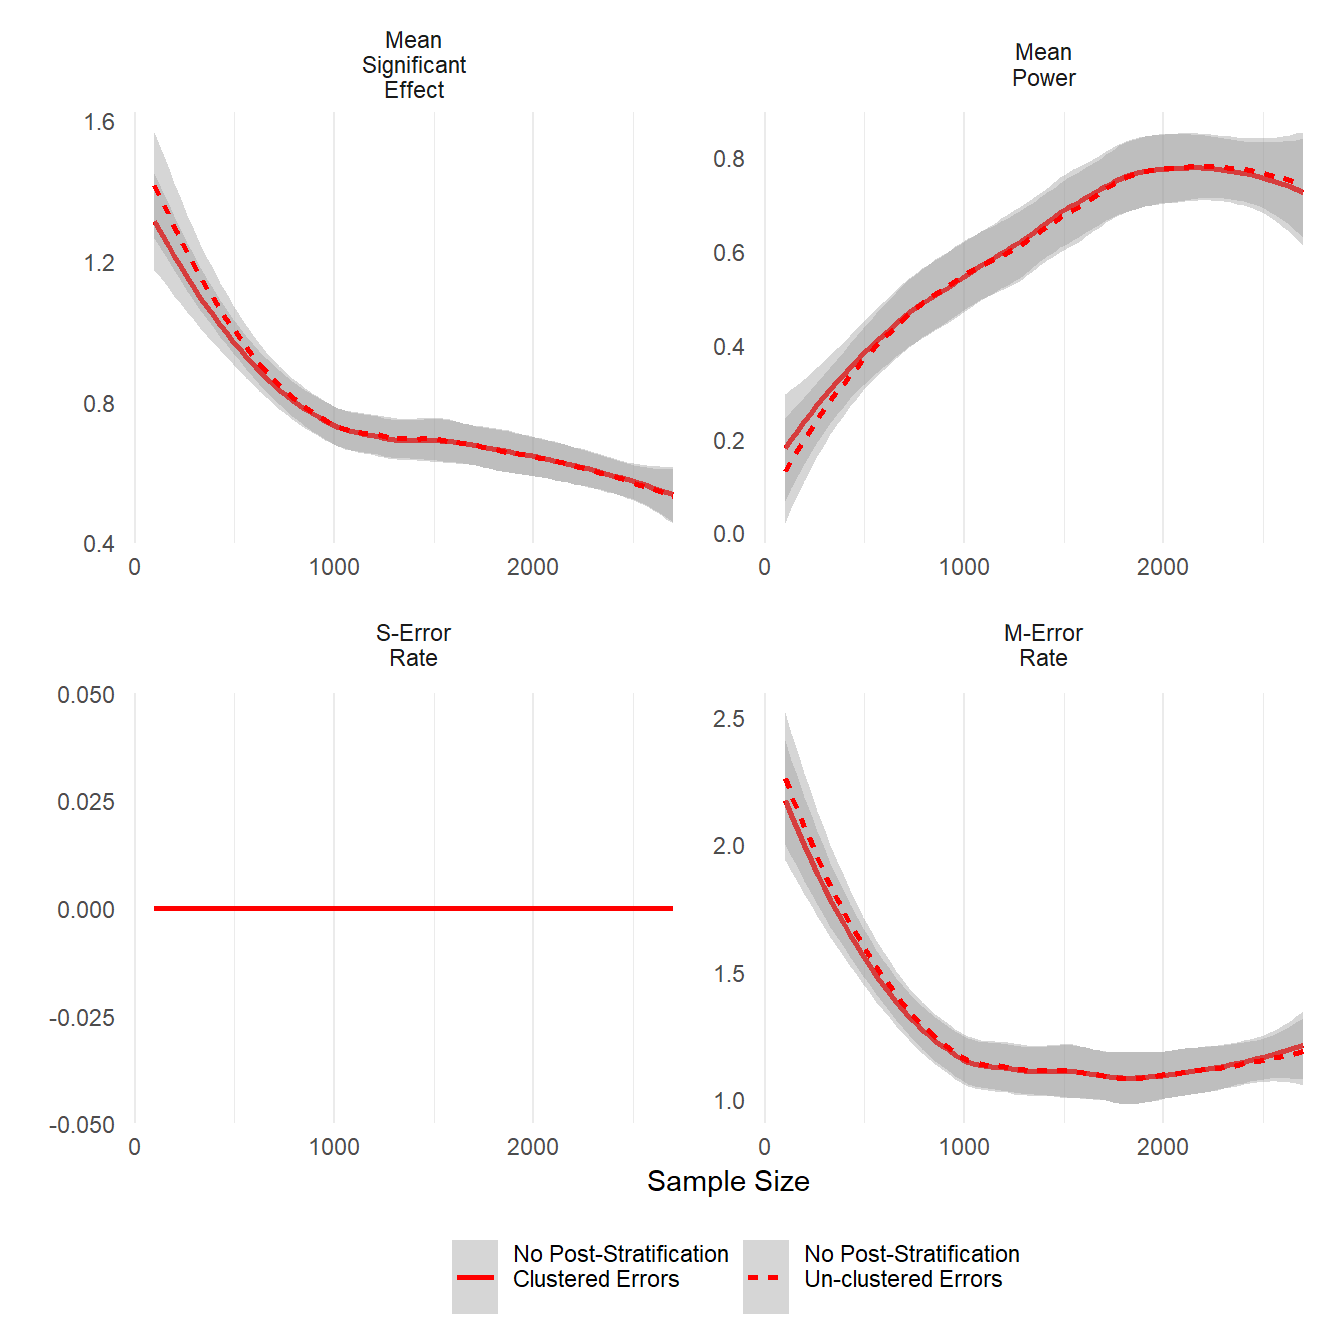 Mean
Significant
Effect
Mean
Power
1.6
1.2
0.8
0.4
0.8
0.6
0.4
0.2
0.0
0 1000 2000
0 1000 2000
S-Error
Rate
M-Error
Rate
0.050
0.025
0.000
-0.025
-0.050
2.5
2.0
1.5
1.0
0 1000 2000
0 1000 2000
Sample Size
No Post-Stratification
Clustered Errors
No Post-Stratification
Un-clustered Errors